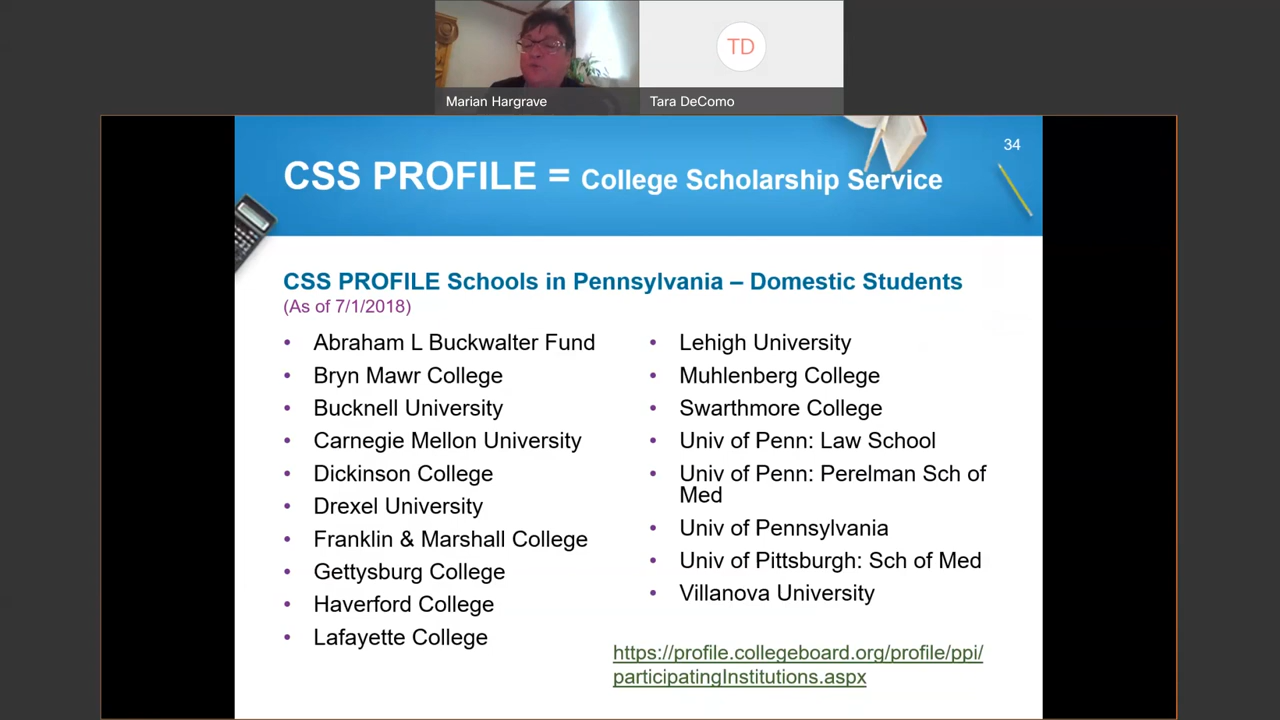 TD
Marian Hargrave
Tara DeComo
34
CSS PROFILE = College Scholarship Service
CSS PROFILE Schools in Pennsylvania – Domestic Students
(As of 7/1/2018)
• Abraham L Buckwalter Fund
• Bryn Mawr College
• Bucknell University
• Carnegie Mellon University
• Dickinson College
• Drexel University
• Franklin & Marshall College
• Gettysburg College
• Haverford College
• Lafayette College
• Lehigh University
• Muhlenberg College
• Swarthmore College
• Univ of Penn: Law School
• Univ of Penn: Perelman Sch of
Med
• Univ of Pennsylvania
• Univ of Pittsburgh: Sch of Med
• Villanova University
https://profile.collegeboard.org/profile/ppi/
participatingInstitutions.aspx